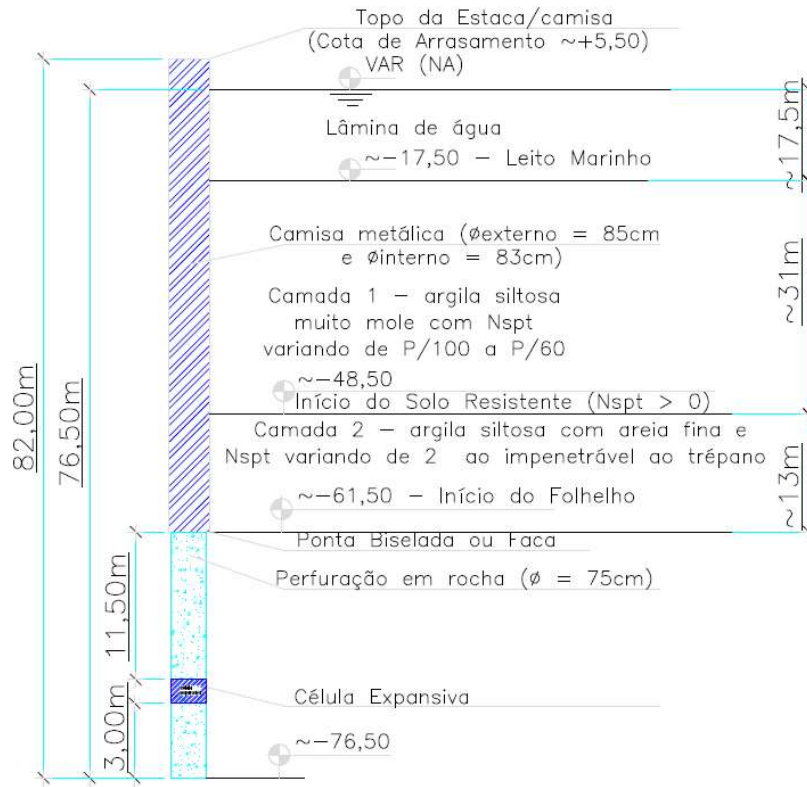 Topo da Estaca/camisa
(Cota de Arrasamento ~+5,50)
VAR (NA)
Lâmina de água
~-17,50 - Leito Marinho
~17,5m
Camisa metálica (øexterno = 85cm
e øinterno = 83cm)
Camada 1 - argila siltosa
muito mole com Nspt
variando de P/100 a P/60
~31m
~-48,50
Início do Solo Resistente (Nspt > 0)
Camada 2 - argila siltosa com areia fina e
Nspt variando de 2 ao impenetrável ao trépano
~13m
82,00m
76,50m
~-61,50 - Início do Folhelho
Ponta Biselada ou Faca
Perfuração em rocha (ø = 75cm)
11,50m
Célula Expansiva
3,00m
~-76,50